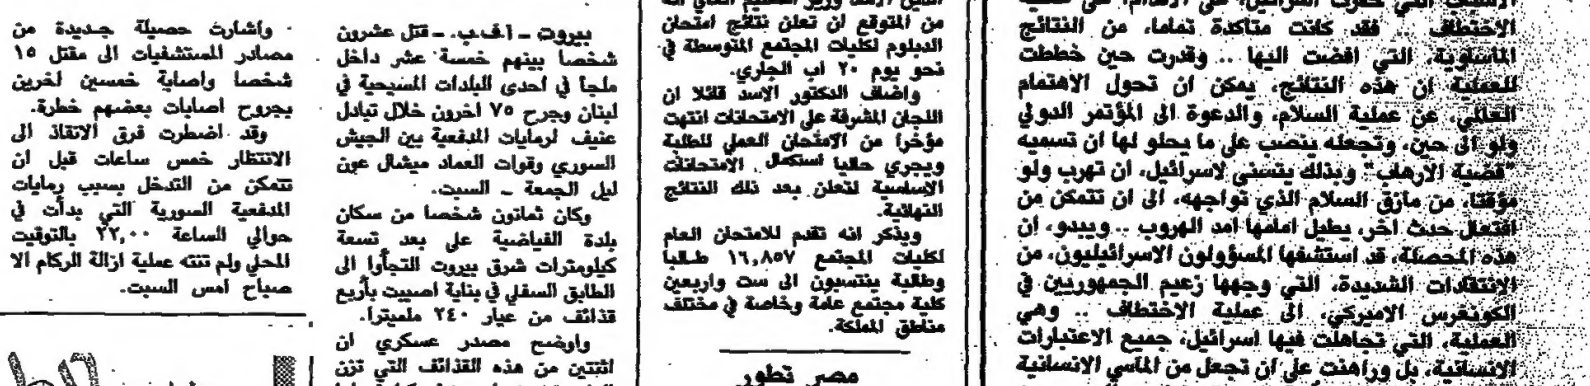 الاختطاف .. فقد كانت متأكدة تماما، من النتائج
الماساوية، التي افضت اليها .. وقدرت حين خططت
للعملية ان هذه النتائج، يمكن ان تحول الاهتمام
العالمي، عن عملية السلام، والدعوة الى المؤتمر الدولي
ولو الى حين، وتجعله ينصب على ما يحلو لها ان تسميه
"قضية الارهاب" وبذلك يتسنى لاسرائيل، ان تهرب ولو
مؤقتا، من مازق السلام الذي تواجهه، الى ان تتمكن من
افتعال حدث اخر، يطيل امامها امد الهروب .. ويبدو، ان
هذه المحصلة، قد استشفها المسؤولون الاسرائيليون، من
الانتقادات الشديدة، التي وجهها زعيم الجمهوريين في
الكونغرس الاميركي، الى عملية الاختطاف .. وهي
العملية، التي تجاهلت فيها اسرائيل، جميع الاعتبارات
الانسانية، بل وراهنت على ان تجعل من المآسي الانسانية
من المتوقع ان تعلن نتائج امتحان
الدبلوم لكليات المجتمع المتوسطة في
نحو يوم ٢٠ اب الجاري.
واضاف الدكتور الاسد قائلا ان
اللجان المشرفة على الامتحانات انتهت
مؤخرا من الامتحان العملي للطلبة
ويجري حاليا استكمال الامتحانات
الاساسية لتعلن بعد ذلك النتائج
النهائية.
ويذكر انه تقدم للامتحان العام
لكليات المجتمع ١٦,٨٥٧ طالبا
وطالبة ينتسبون الى ست واربعين
كلية مجتمع عامة وخاصة في مختلف
مناطق المملكة.
مصر تطور
بيروت - أ.ف.ب. - قتل عشرون
شخصا بينهم خمسة عشر داخل
ملجأ في احدى البلدات المسيحية في
لبنان وجرح ٧٥ اخرون خلال تبادل
عنيف لرمايات المدفعية بين الجيش
السوري وقوات العماد ميشال عون
ليل الجمعة - السبت.
وكان ثمانون شخصا من سكان
بلدة الفياضية على بعد تسعة
كيلومترات شرق بيروت التجأوا الى
الطابق السفلي في بناية اصيبت بأربع
قذائف من عيار ٢٤٠ ملميترا.
واوضح مصدر عسكري ان
اثنتين من هذه القذائف التي تزن
واشارت حصيلة جديدة من
مصادر المستشفيات الى مقتل ١٥
شخصا واصابة خمسين اخرين
بجروح اصابات بعضهم خطرة.
وقد اضطرت فرق الانقاذ الى
الانتظار خمس ساعات قبل ان
تتمكن من التدخل بسبب رمايات
المدفعية السورية التي بدأت في
حوالي الساعة ٢٢,٠٠ بالتوقيت
المحلي ولم تنته عملية ازالة الركام الا
صباح امس السبت.